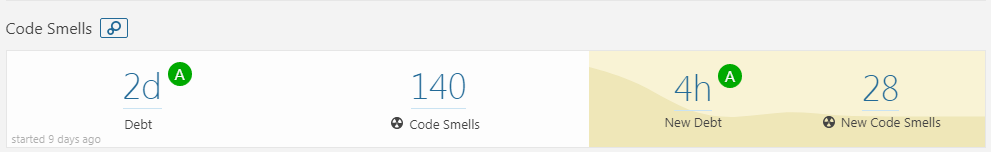 Code Smells
2d A
Debt
started 9 days ago
140
Code Smells
4h A
New Debt
28
New Code Smells